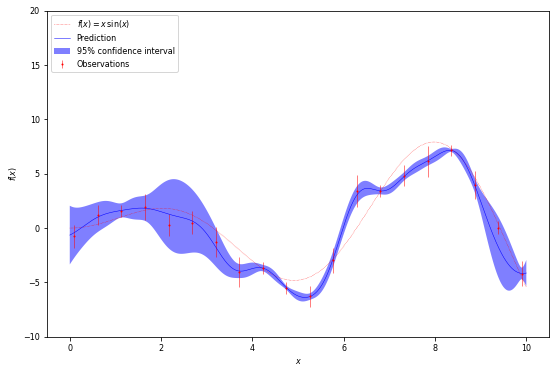 f(x) = x sin(x)
Prediction
95% confidence interval
Observations
20
15
10
5
0
−5
−10
f(x)
0 2 4 6 8 10
x